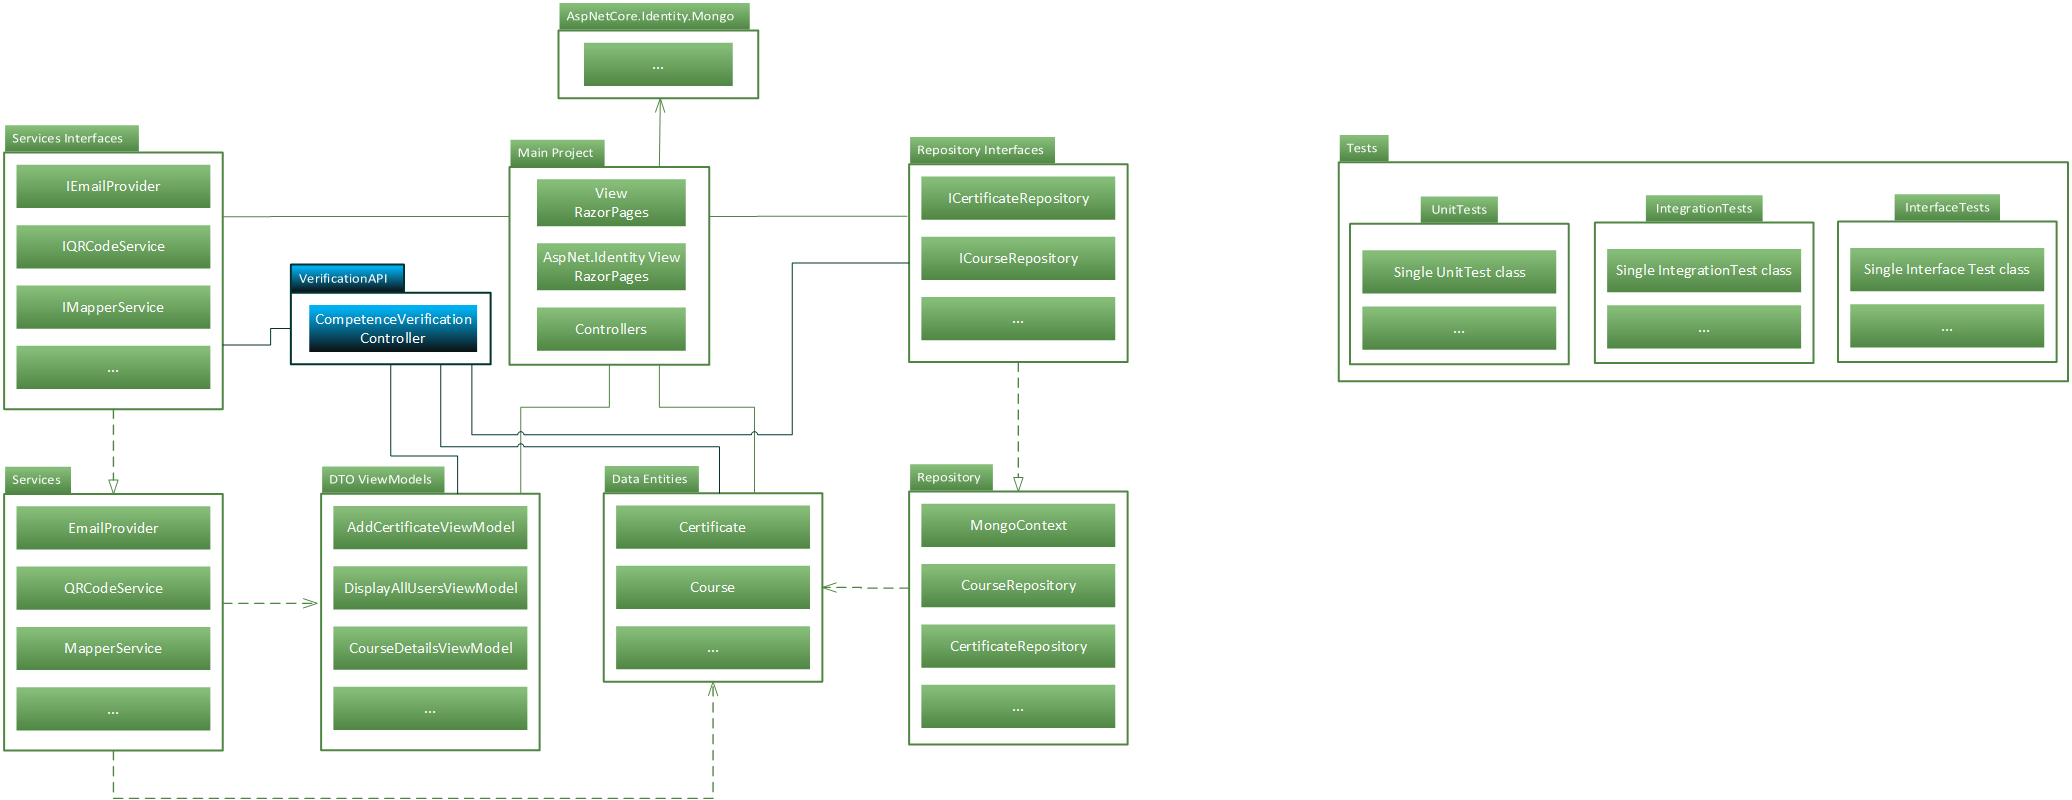 AspNetCore.Identity.Mongo
...
Services Interfaces
IEmailProvider
IQRCodeService
IMapperService
...
Main Project
View
RazorPages
AspNet.Identity View
RazorPages
Controllers
VerificationAPI
CompetenceVerification
Controller
Repository Interfaces
ICertificateRepository
ICourseRepository
...
Tests
UnitTests
Single UnitTest class
...
IntegrationTests
Single IntegrationTest class
...
InterfaceTests
Single Interface Test class
...
Services
EmailProvider
QRCodeService
MapperService
...
DTO ViewModels
AddCertificateViewModel
DisplayAllUsersViewModel
CourseDetailsViewModel
...
Data Entities
Certificate
Course
...
Repository
MongoContext
CourseRepository
CertificateRepository
...